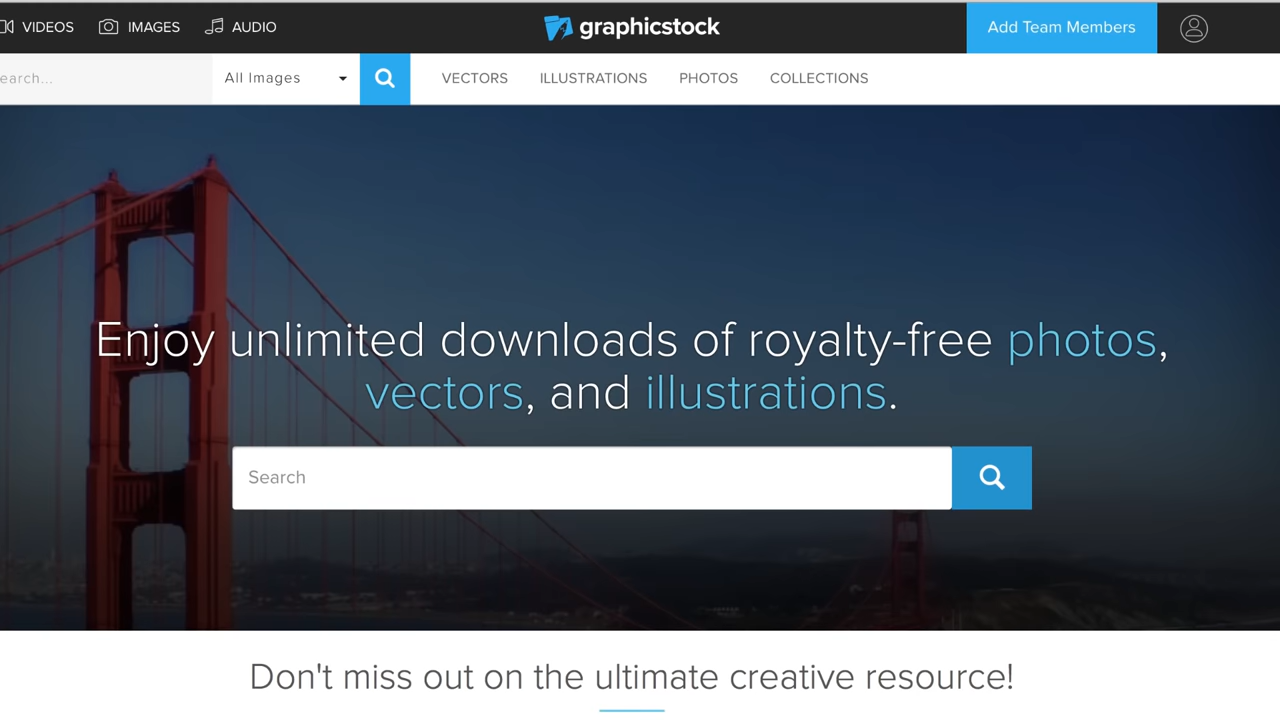 VIDEOS IMAGES AUDIO graphicstock Add Team Members
earch... All Images VECTORS ILLUSTRATIONS PHOTOS COLLECTIONS
Enjoy unlimited downloads of royalty-free photos,
vectors, and illustrations.
Search
Don't miss out on the ultimate creative resource!